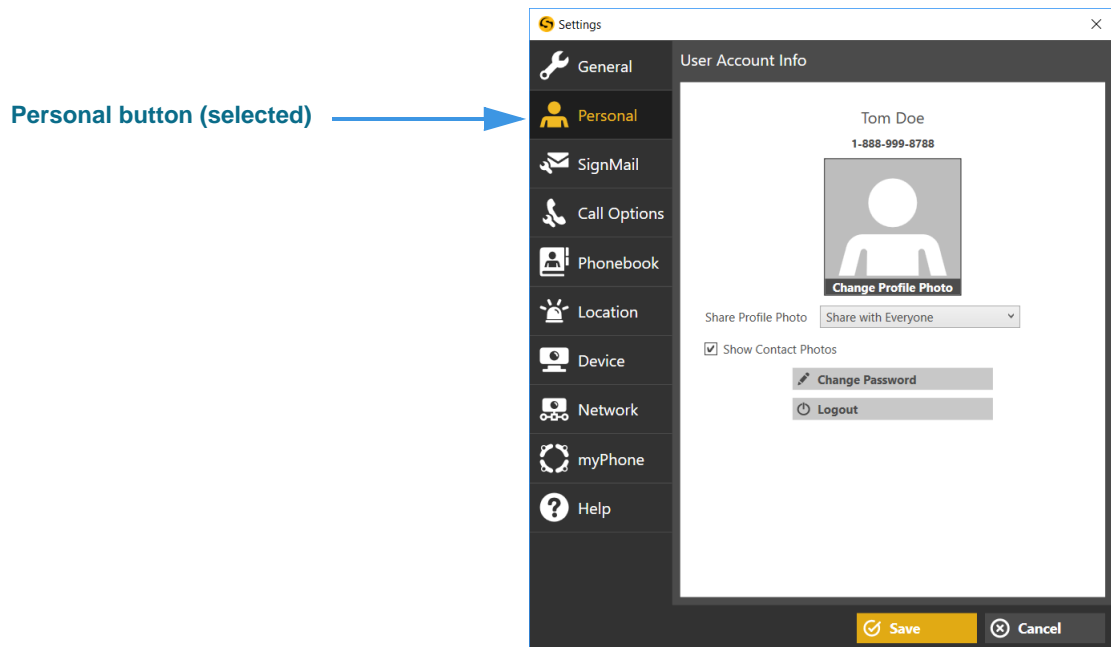 Settings
General
User Account Info
Personal button (selected)
Personal
Tom Doe
1-888-999-8788
SignMail
Call Options
Phonebook
Change Profile Photo
Location
Share Profile Photo Share with Everyone
Show Contact Photos
Device
Change Password
Network
Logout
myPhone
Help
Save
Cancel